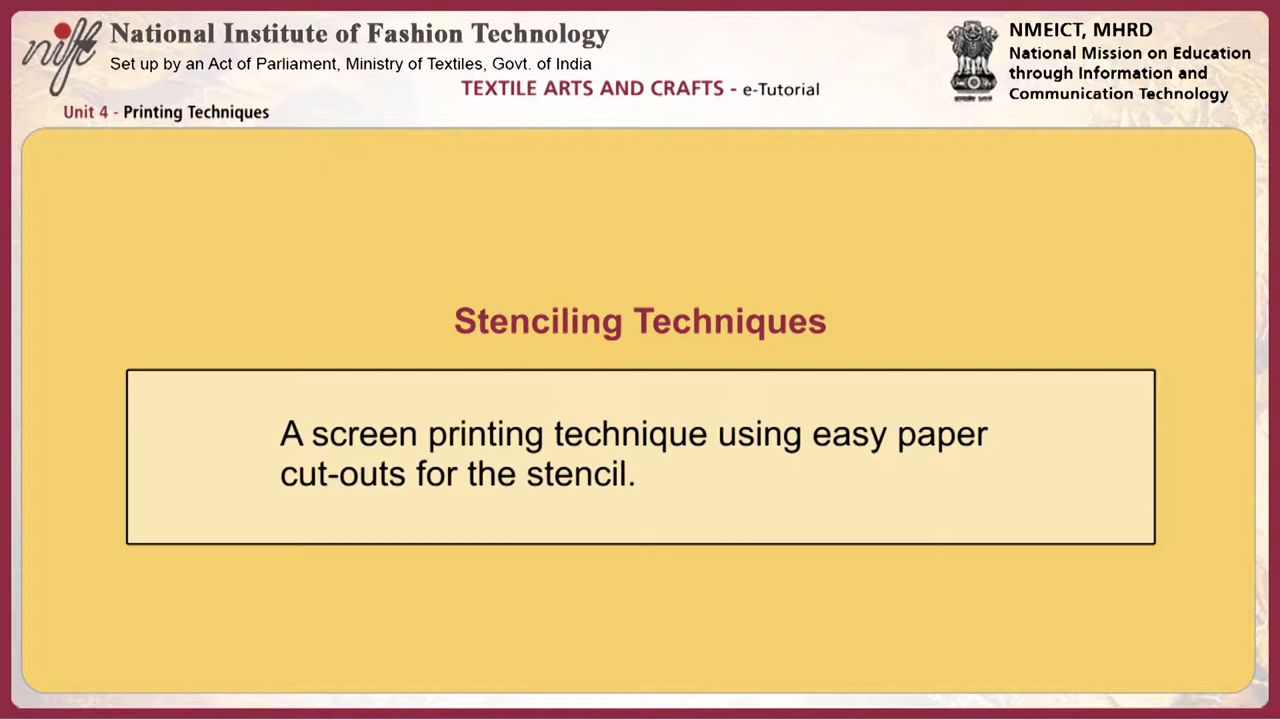 nift
National Institute of Fashion Technology
Set up by an Act of Parliament, Ministry of Textiles, Govt. of India
TEXTILE ARTS AND CRAFTS - e-Tutorial
Unit 4 - Printing Techniques
NMEICT, MHRD
National Mission on Education
through Information and
Communication Technology
Stenciling Techniques
A screen printing technique using easy paper
cut-outs for the stencil.